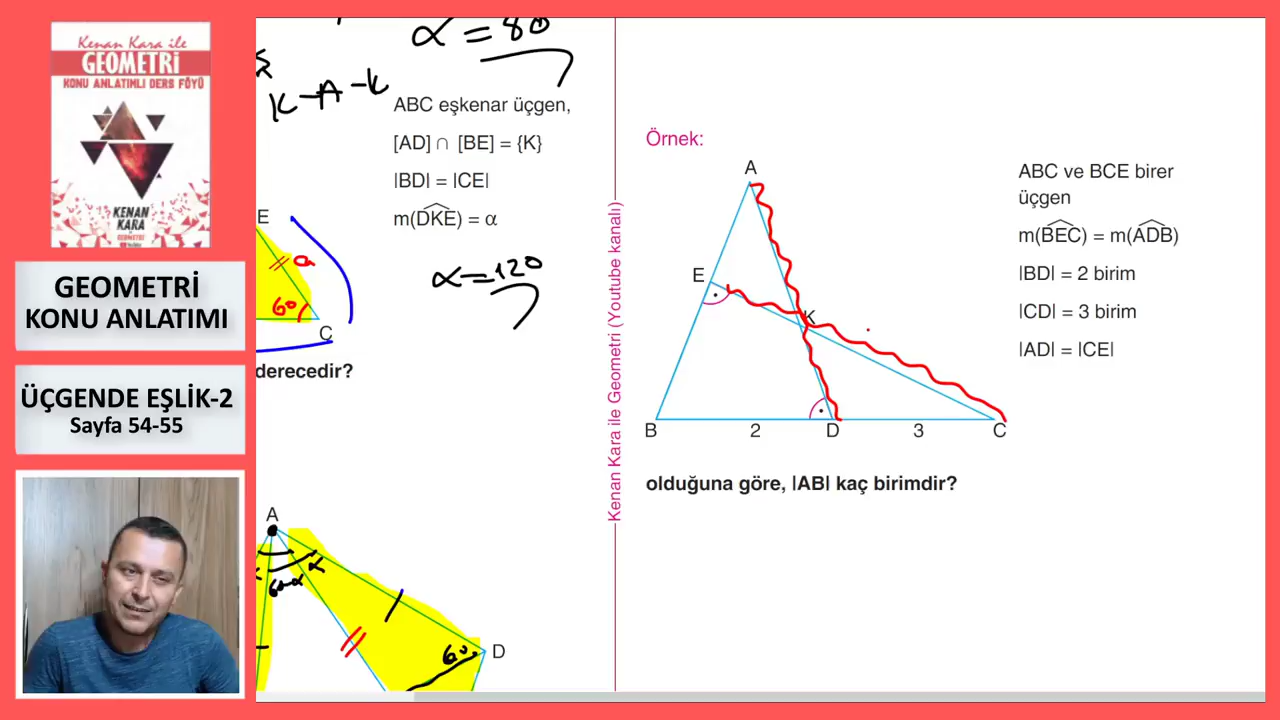 Kenan Kara ile
GEOMETRİ
KONU ANLATIMLI DERS FÖYÜ
KENAN
KARA
GEOMETRİ KONU ANLATIMI
ÜÇGENDE EŞLİK-2
Sayfa 54-55
α = 80
K-A-K
ABC eşkenar üçgen,
[AD] ∩ [BE] = {K}
|BD| = |CE|
m(DKE) = α
α = 120
E
a
60
C
derecedir?
A
60-α
α
60
D
Kenan Kara ile Geometri (Youtube kanalı)
Örnek:
A
E
K
B
2
D
3
C
ABC ve BCE birer
üçgen
m(BEC) = m(ADB)
|BD| = 2 birim
|CD| = 3 birim
|AD| = |CE|
olduğuna göre, |AB| kaç birimdir?